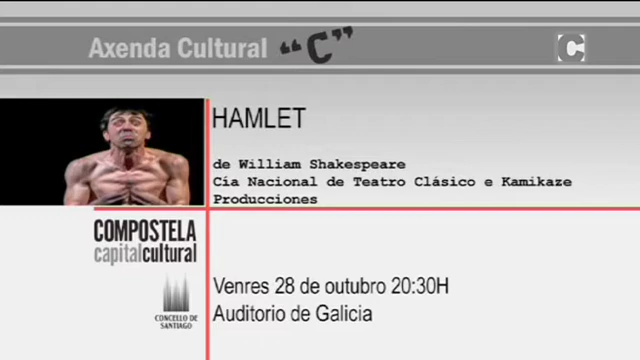 Axenda Cultural "C"
C
HAMLET
de William Shakespeare
Cía Nacional de Teatro Clásico e Kamikaze
Producciones
COMPOSTELA
capitalcultural
Venres 28 de outubro 20:30H
Auditorio de Galicia
CONCELLO DE
SANTIAGO